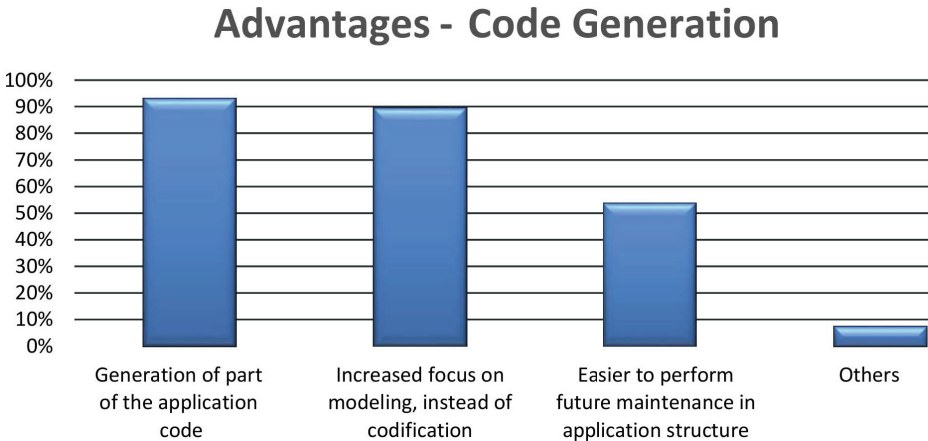 Advantages - Code Generation
100%
90%
80%
70%
60%
50%
40%
30%
20%
10%
0%
Generation of part
of the application
code
Increased focus on
modeling, instead of
codification
Easier to perform
future maintenance in
application structure
Others